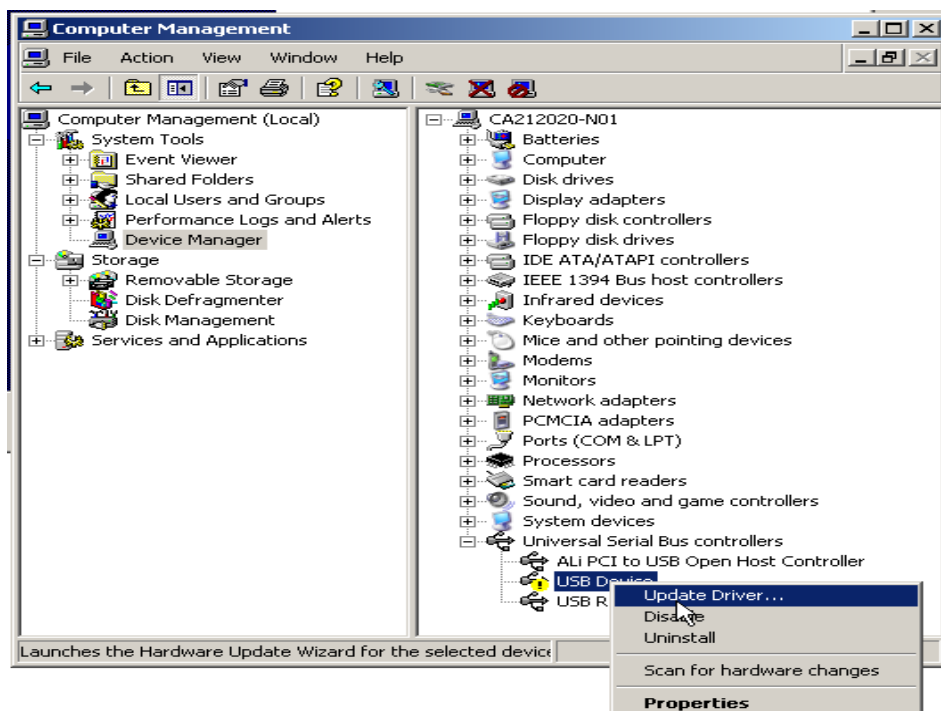 Computer Management
File Action View Window Help
Computer Management (Local)
System Tools
Event Viewer
Shared Folders
Local Users and Groups
Performance Logs and Alerts
Device Manager
Storage
Removable Storage
Disk Defragmenter
Disk Management
Services and Applications
CA212020-N01
Batteries
Computer
Disk drives
Display adapters
Floppy disk controllers
Floppy disk drives
IDE ATA/ATAPI controllers
IEEE 1394 Bus host controllers
Infrared devices
Keyboards
Mice and other pointing devices
Modems
Monitors
Network adapters
PCMCIA adapters
Ports (COM & LPT)
Processors
Smart card readers
Sound, video and game controllers
System devices
Universal Serial Bus controllers
ALi PCI to USB Open Host Controller
USB Device
USB R
Update Driver...
Disable
Uninstall
Scan for hardware changes
Properties
Launches the Hardware Update Wizard for the selected device